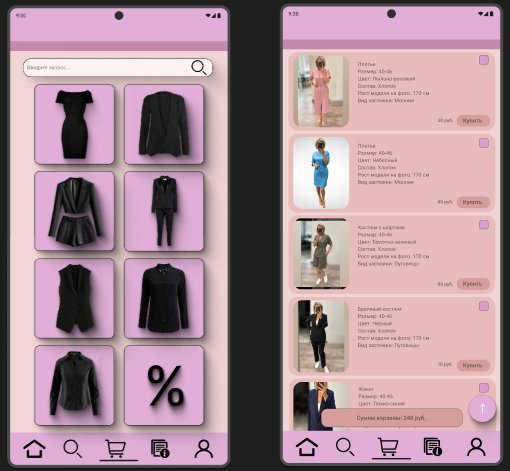 9:30
Введите запрос...
%
9:30
Платье
Размер: 40-46
Цвет: Пыльно-розовый
Состав: Хлопок
Рост модели на фото: 170 см
Вид застежки: Молния
30 руб. Купить
Платье
Размер: 40-46
Цвет: Небесный
Состав: Хлопок
Рост модели на фото: 170 см
Вид застежки: Молния
40 руб. Купить
Костюм с шортами
Размер: 40-46
Цвет: Болотно-зеленый
Состав: Хлопок
Рост модели на фото: 170 см
Вид застежки: Пуговицы
Купить
Брючный костюм
Размер: 40-46
Цвет: Черный
Состав: Хлопок
Рост модели на фото: 170 см
Вид застежки: Пуговицы
70 руб. Купить
Жакет
Размер: 40-46
Цвет: Темно-синий
Сумма корзины: 240 руб.